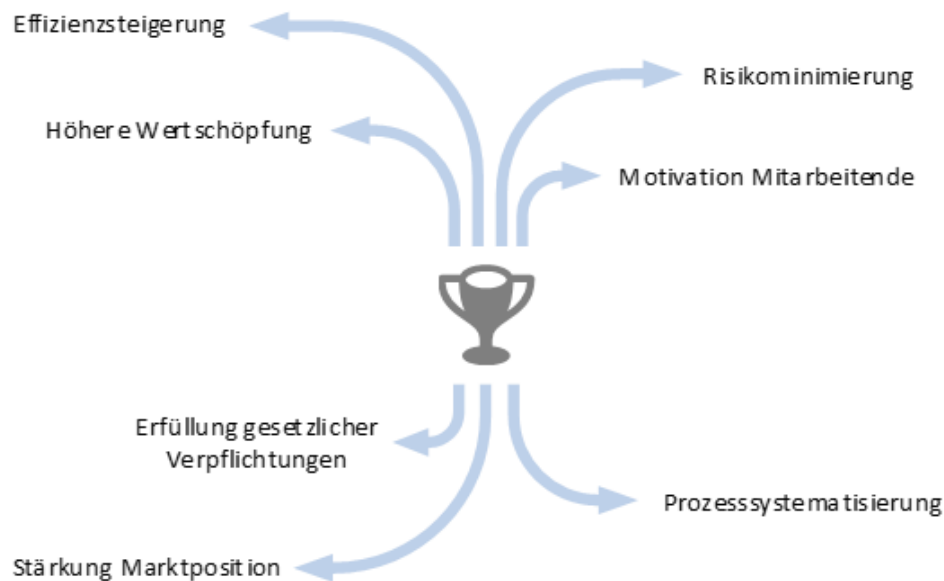 Effizienzsteigerung
Risikominimierung
Höhere Wertschöpfung
Motivation Mitarbeitende
Erfüllung gesetzlicher
Verpflichtungen
Prozesssystematisierung
Stärkung Marktposition